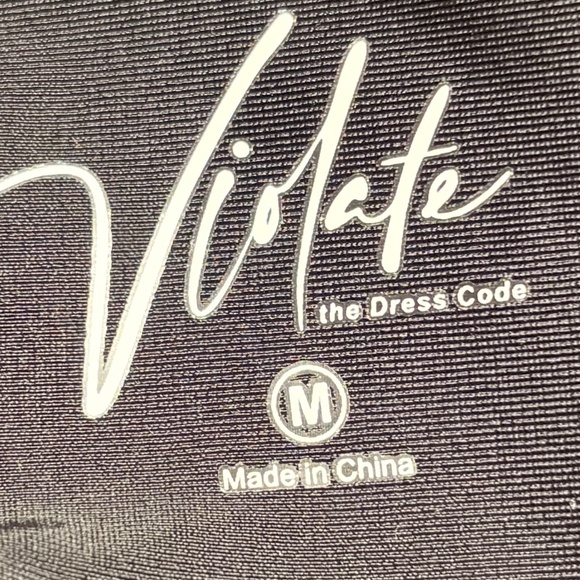 Violate
the Dress Code
M
Made in China